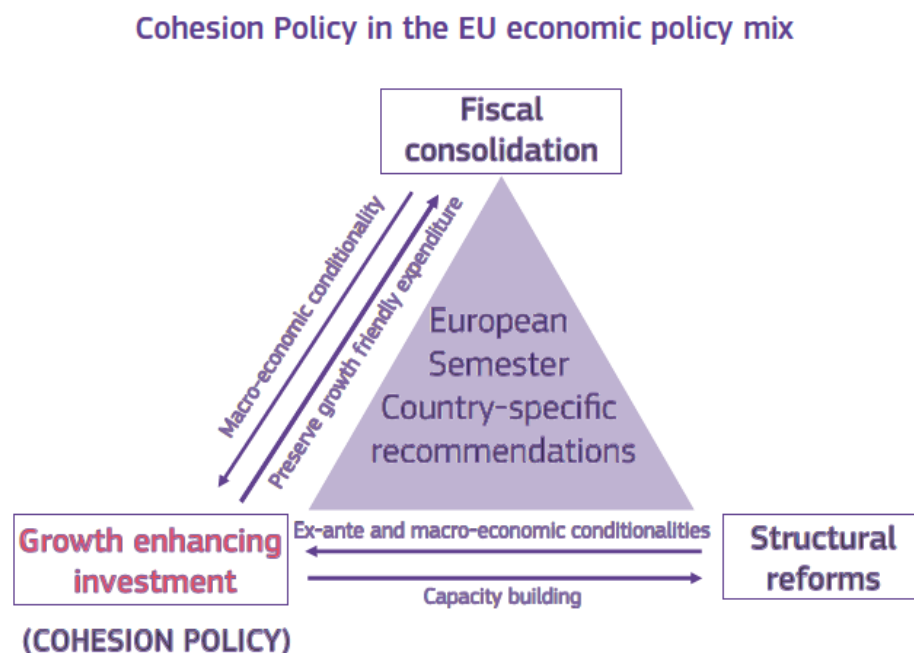 Cohesion Policy in the EU economic policy mix
Fiscal
consolidation
Macro-economic conditionality
Preserve growth friendly expenditure
European
Semester
Country-specific
recommendations
Growth enhancing
investment
(COHESION POLICY)
Ex-ante and macro-economic conditionalities
Capacity building
Structural
reforms